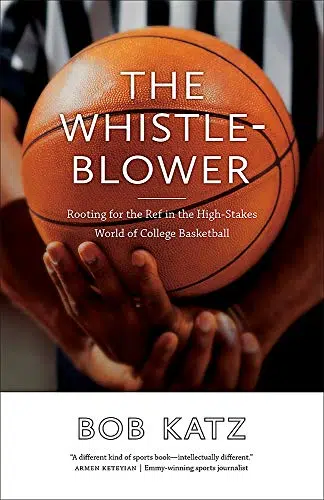 THE
WHISTLE-
BLOWER
Rooting for the Ref in the High-Stakes
World of College Basketball
BOB KATZ
"A different kind of sports book—intellectually different."
ARMEN KETEYIAN | Emmy-winning sports journalist